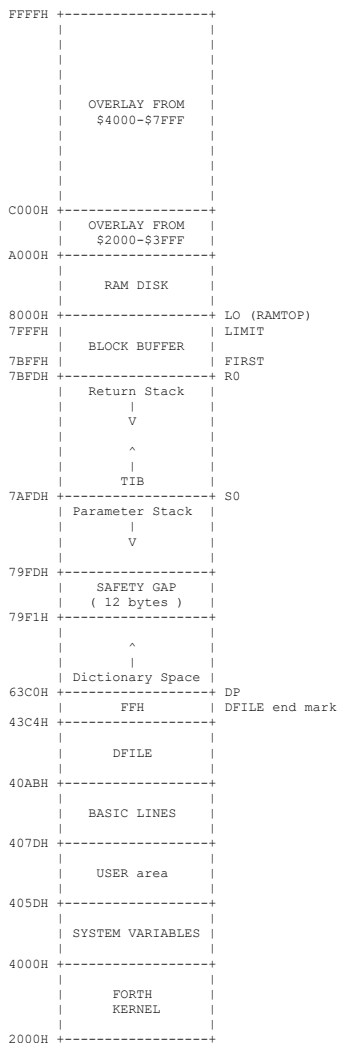 FFFFH +------------------+
      |                  |
      |                  |
      |                  |
      |                  |
      |                  |
      |   OVERLAY FROM   |
      |    $4000-$7FFF   |
      |                  |
      |                  |
      |                  |
      |                  |
      |                  |
      |                  |
C000H +------------------+
      |   OVERLAY FROM   |
      |    $2000-$3FFF   |
A000H +------------------+
      |                  |
      |     RAM DISK     |
      |                  |
8000H +------------------+ LO (RAMTOP)
7FFFH |                  | LIMIT
      |   BLOCK BUFFER   |
7BFFH |                  | FIRST
7BFDH +------------------+ R0
      |   Return Stack   |
      |        |         |
      |        V         |
      |                  |
      |        ^         |
      |        |         |
      |       TIB        |
7AFDH +------------------+ S0
      | Parameter Stack  |
      |        |         |
      |        V         |
      |                  |
79FDH +------------------+
      |    SAFETY GAP    |
      |   ( 12 bytes )   |
79F1H +------------------+
      |                  |
      |        ^         |
      |        |         |
      | Dictionary Space |
63C0H +------------------+ DP
      |       FFH        | DFILE end mark
43C4H +------------------+
      |                  |
      |      DFILE       |
      |                  |
40ABH +------------------+
      |                  |
      |   BASIC LINES    |
      |                  |
407DH +------------------+
      |                  |
      |    USER area     |
      |                  |
405DH +------------------+
      |                  |
      | SYSTEM VARIABLES |
      |                  |
4000H +------------------+
      |                  |
      |      FORTH       |
      |      KERNEL      |
      |                  |
2000H +------------------+